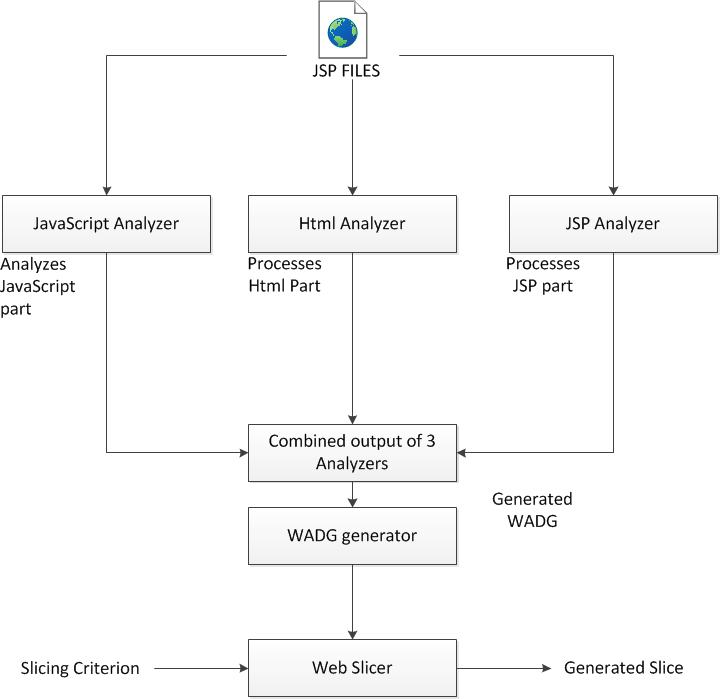 JSP FILES
JavaScript Analyzer
Html Analyzer
JSP Analyzer
Analyzes
JavaScript
part
Processes
Html Part
Processes
JSP part
Combined output of 3
Analyzers
Generated
WADG
WADG generator
Slicing Criterion
Web Slicer
Generated Slice